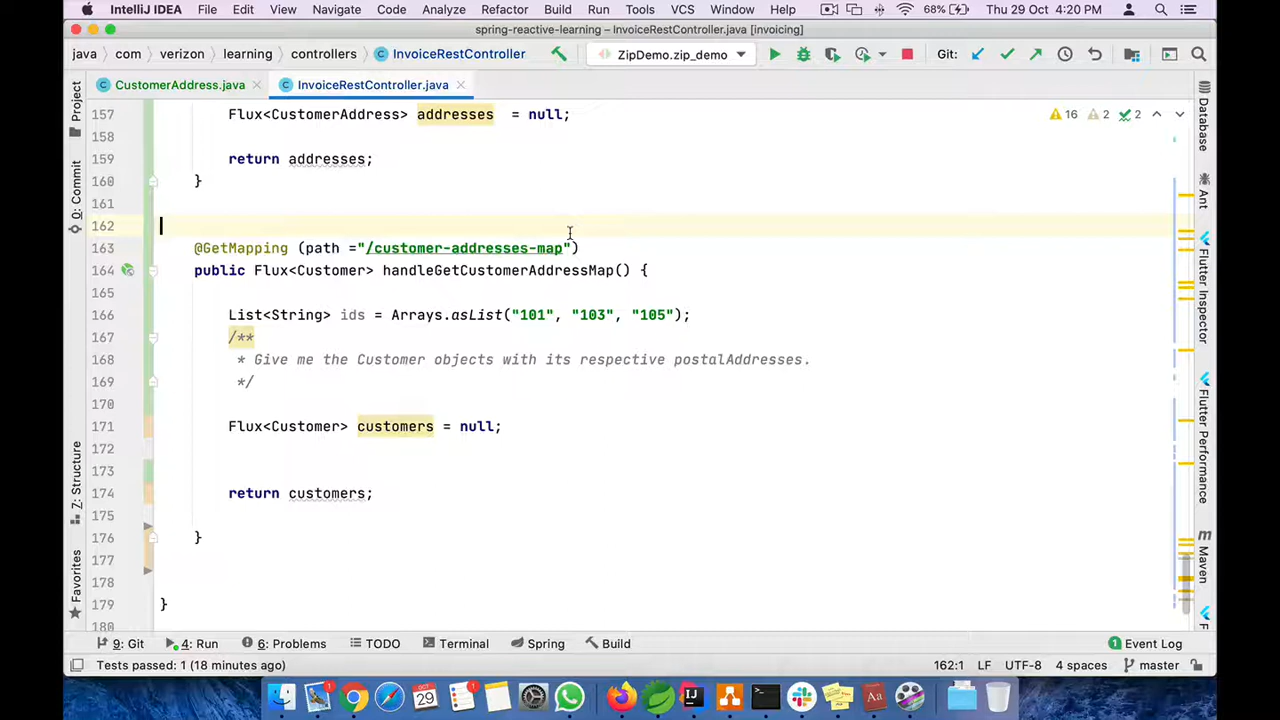 IntelliJ IDEA File Edit View Navigate Code Analyze Refactor Build Run Tools VCS Window Help 68% Thu 29 Oct 4:20 PM
spring-reactive-learning – InvoiceRestController.java [invoicing]
java com verizon learning controllers InvoiceRestController ZipDemo.zip_demo Git:
CustomerAddress.java InvoiceRestController.java
157 Flux<CustomerAddress> addresses = null; 16 2 2
158
159 return addresses;
160 }
161
162
163 @GetMapping (path ="/customer-addresses-map")
164 public Flux<Customer> handleGetCustomerAddressMap() {
165
166 List<String> ids = Arrays.asList("101", "103", "105");
167 /**
168 * Give me the Customer objects with its respective postalAddresses.
169 */
170
171 Flux<Customer> customers = null;
172
173
174 return customers;
175
176 }
177
178
179 }
180
Project
0: Commit
Z: Structure
Favorites
Database
Ant
Flutter Inspector
Flutter Performance
Maven
F
9: Git 4: Run 6: Problems TODO Terminal Spring Build 1 Event Log
Tests passed: 1 (18 minutes ago) 162:1 LF UTF-8 4 spaces master